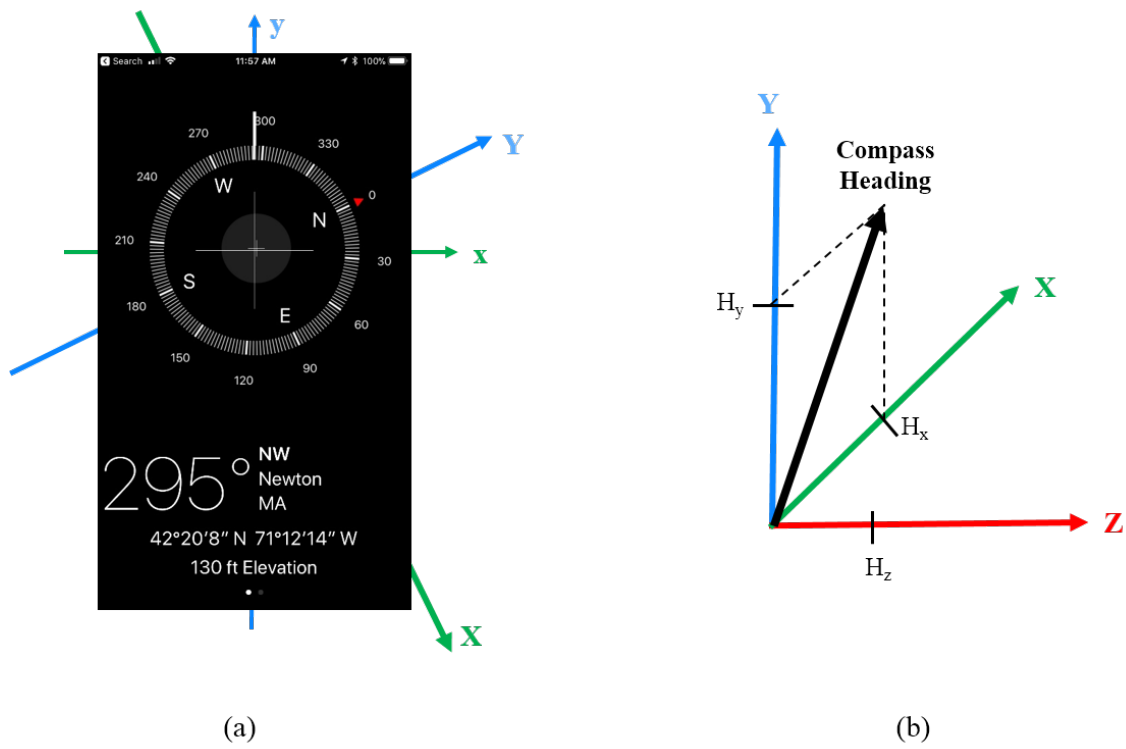 y
Search 11:57 AM 100%
300
270
330
Y
240
W
0
N
210
x
30
S
180
E
60
150
90
120
295° NW
Newton
MA
42°20'8" N 71°12'14" W
130 ft Elevation
X
(a)
Y
Compass
Heading
Hy
X
Hx
Z
Hz
(b)